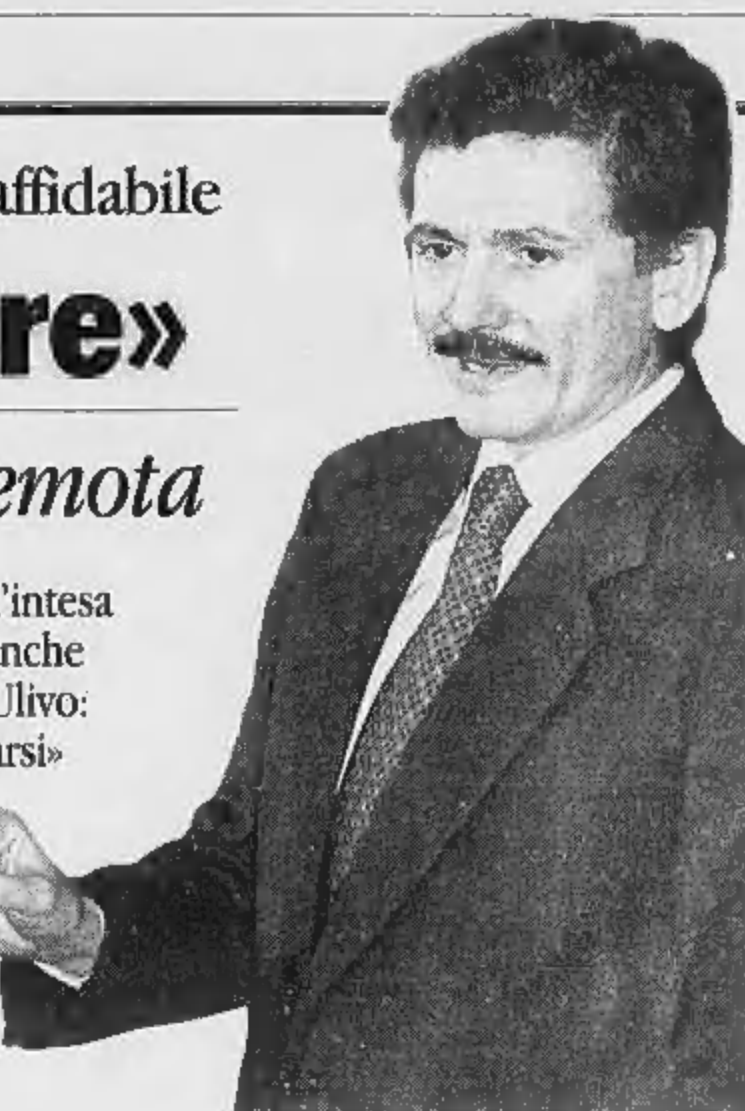 affidabile
re»
emota
l'intesa
nche
Ulivo:
arsi»